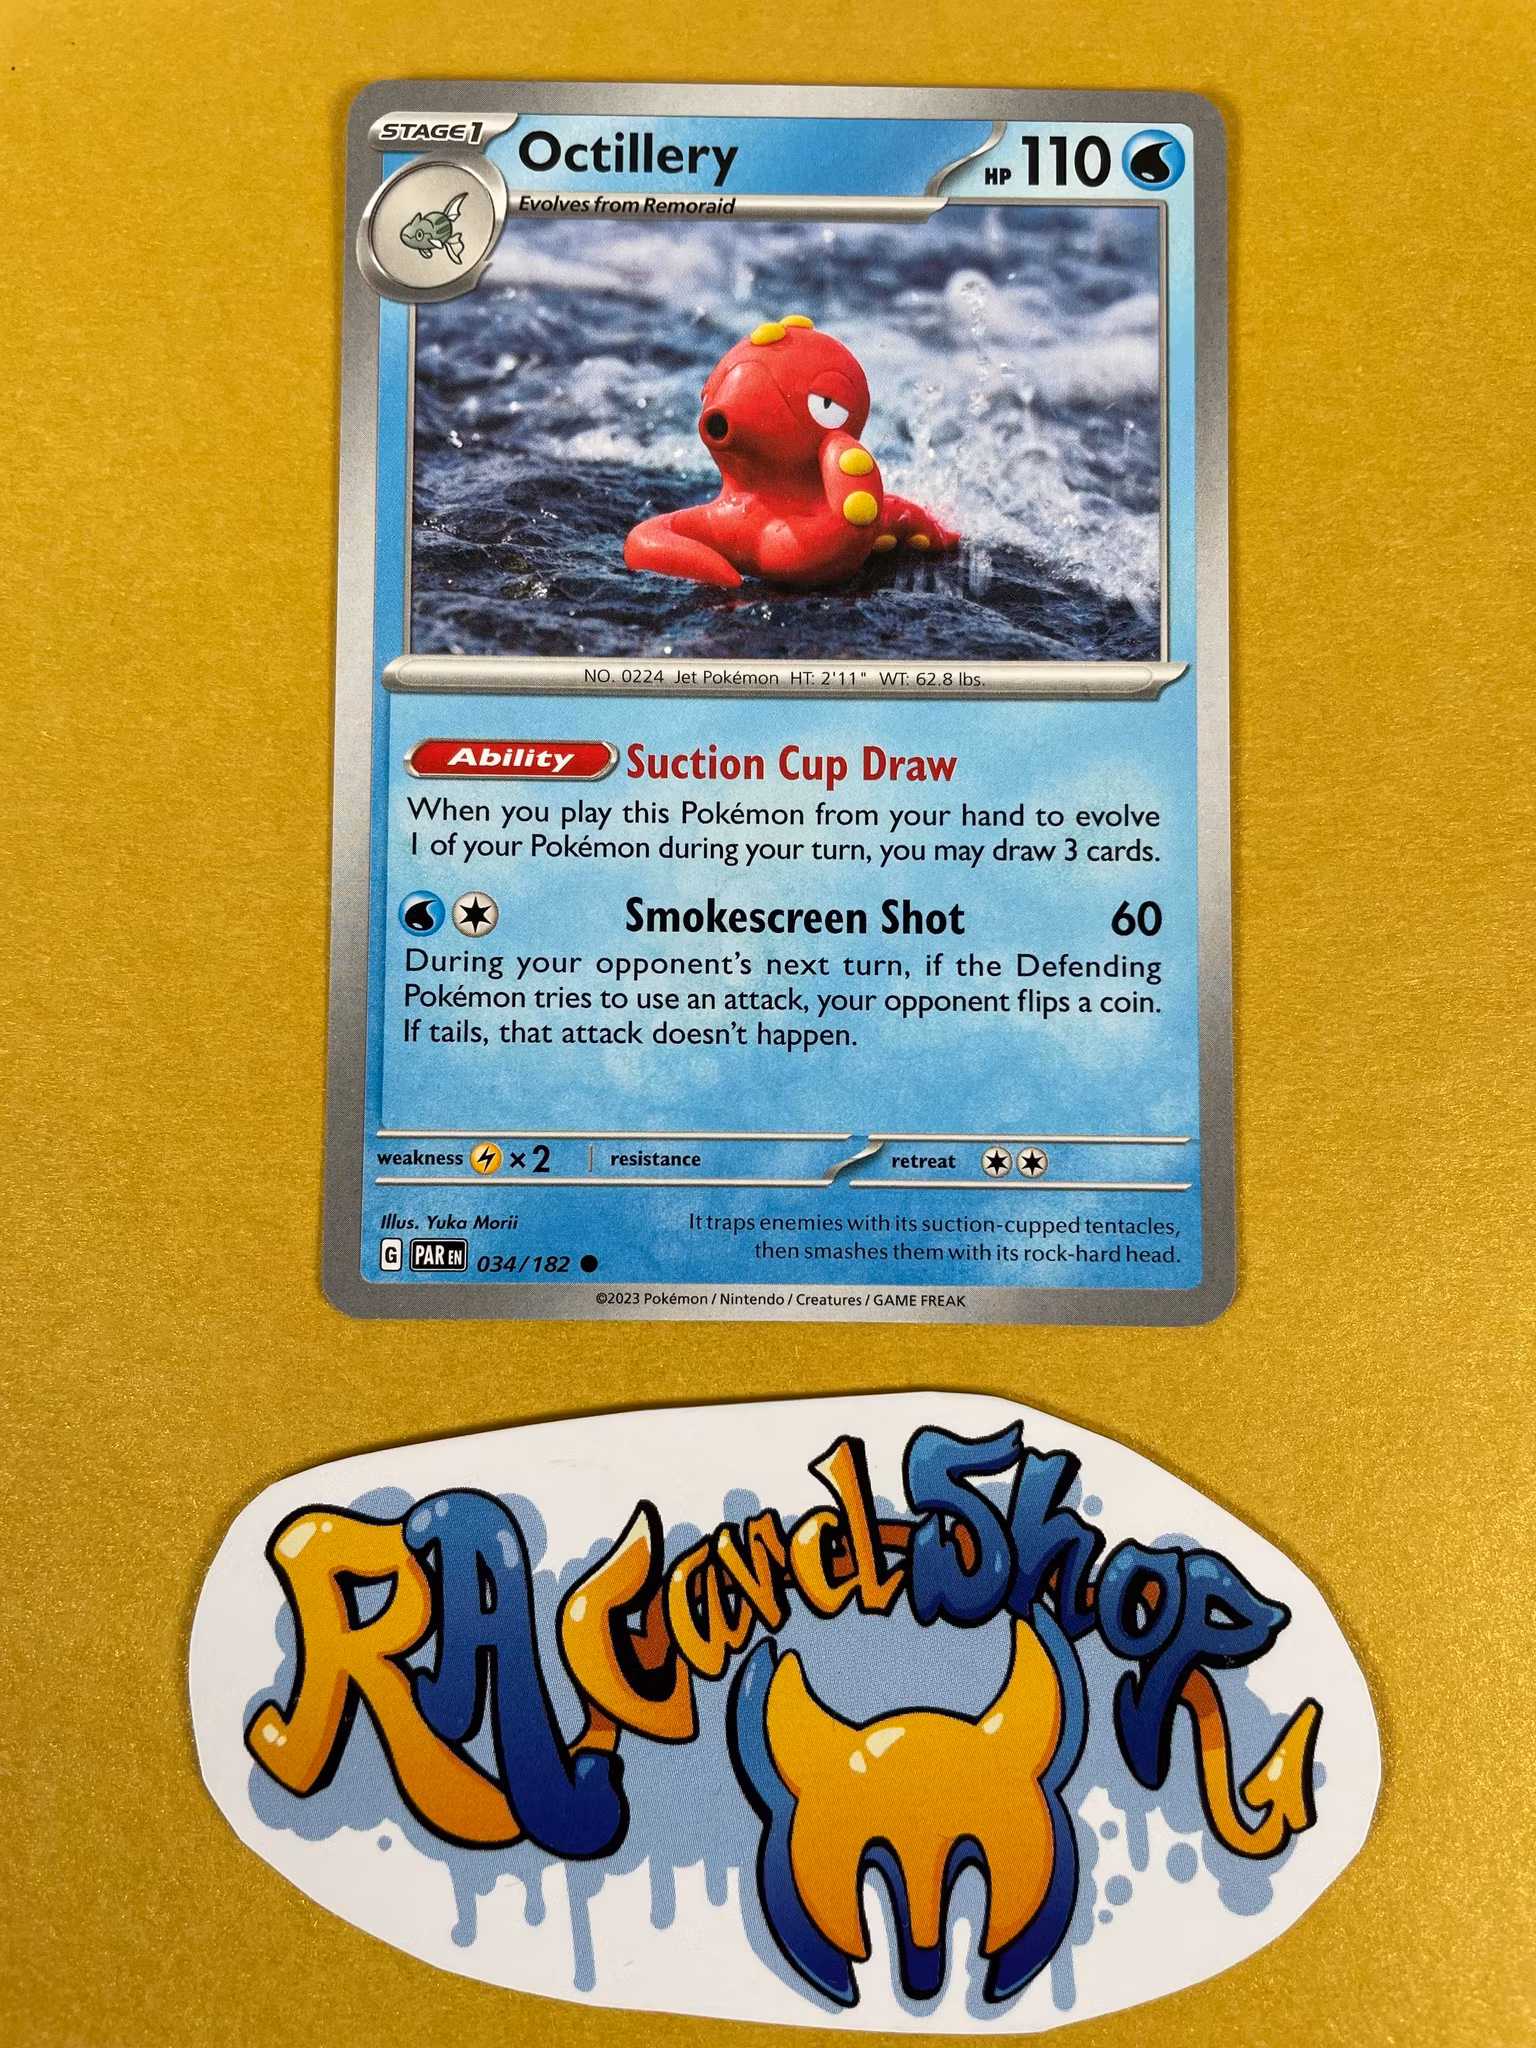 STAGE1
Octillery
HP 110
Evolves from Remoraid
NO. 0224 Jet Pokémon HT: 2'11" WT: 62.8 lbs.
Ability Suction Cup Draw
When you play this Pokémon from your hand to evolve
1 of your Pokémon during your turn, you may draw 3 cards.
Smokescreen Shot 60
During your opponent's next turn, if the Defending
Pokémon tries to use an attack, your opponent flips a coin.
If tails, that attack doesn't happen.
weakness ×2 resistance retreat
Illus. Yuka Morii
G PAR EN 034/182
It traps enemies with its suction-cupped tentacles,
then smashes them with its rock-hard head.
©2023 Pokémon / Nintendo / Creatures / GAME FREAK
RA Card Shop